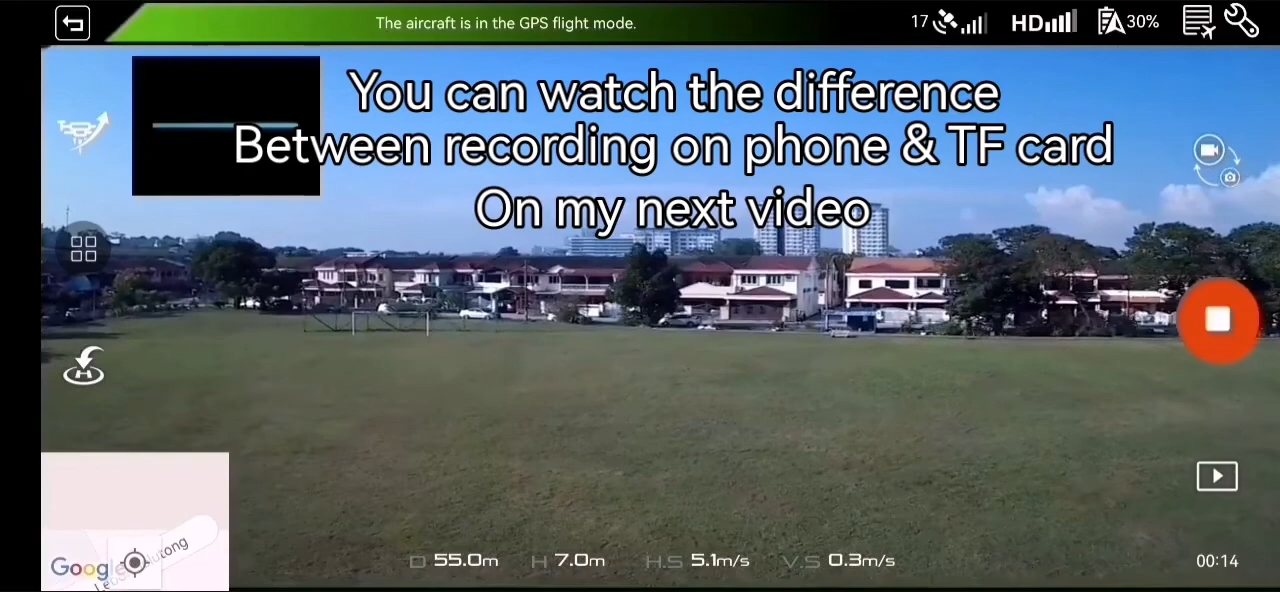 The aircraft is in the GPS flight mode.
17
HD
30%
You can watch the difference
Between recording on phone & TF card
On my next video
Google
D 55.0m H 7.0m H.S 5.1m/s V.S 0.3m/s
00:14